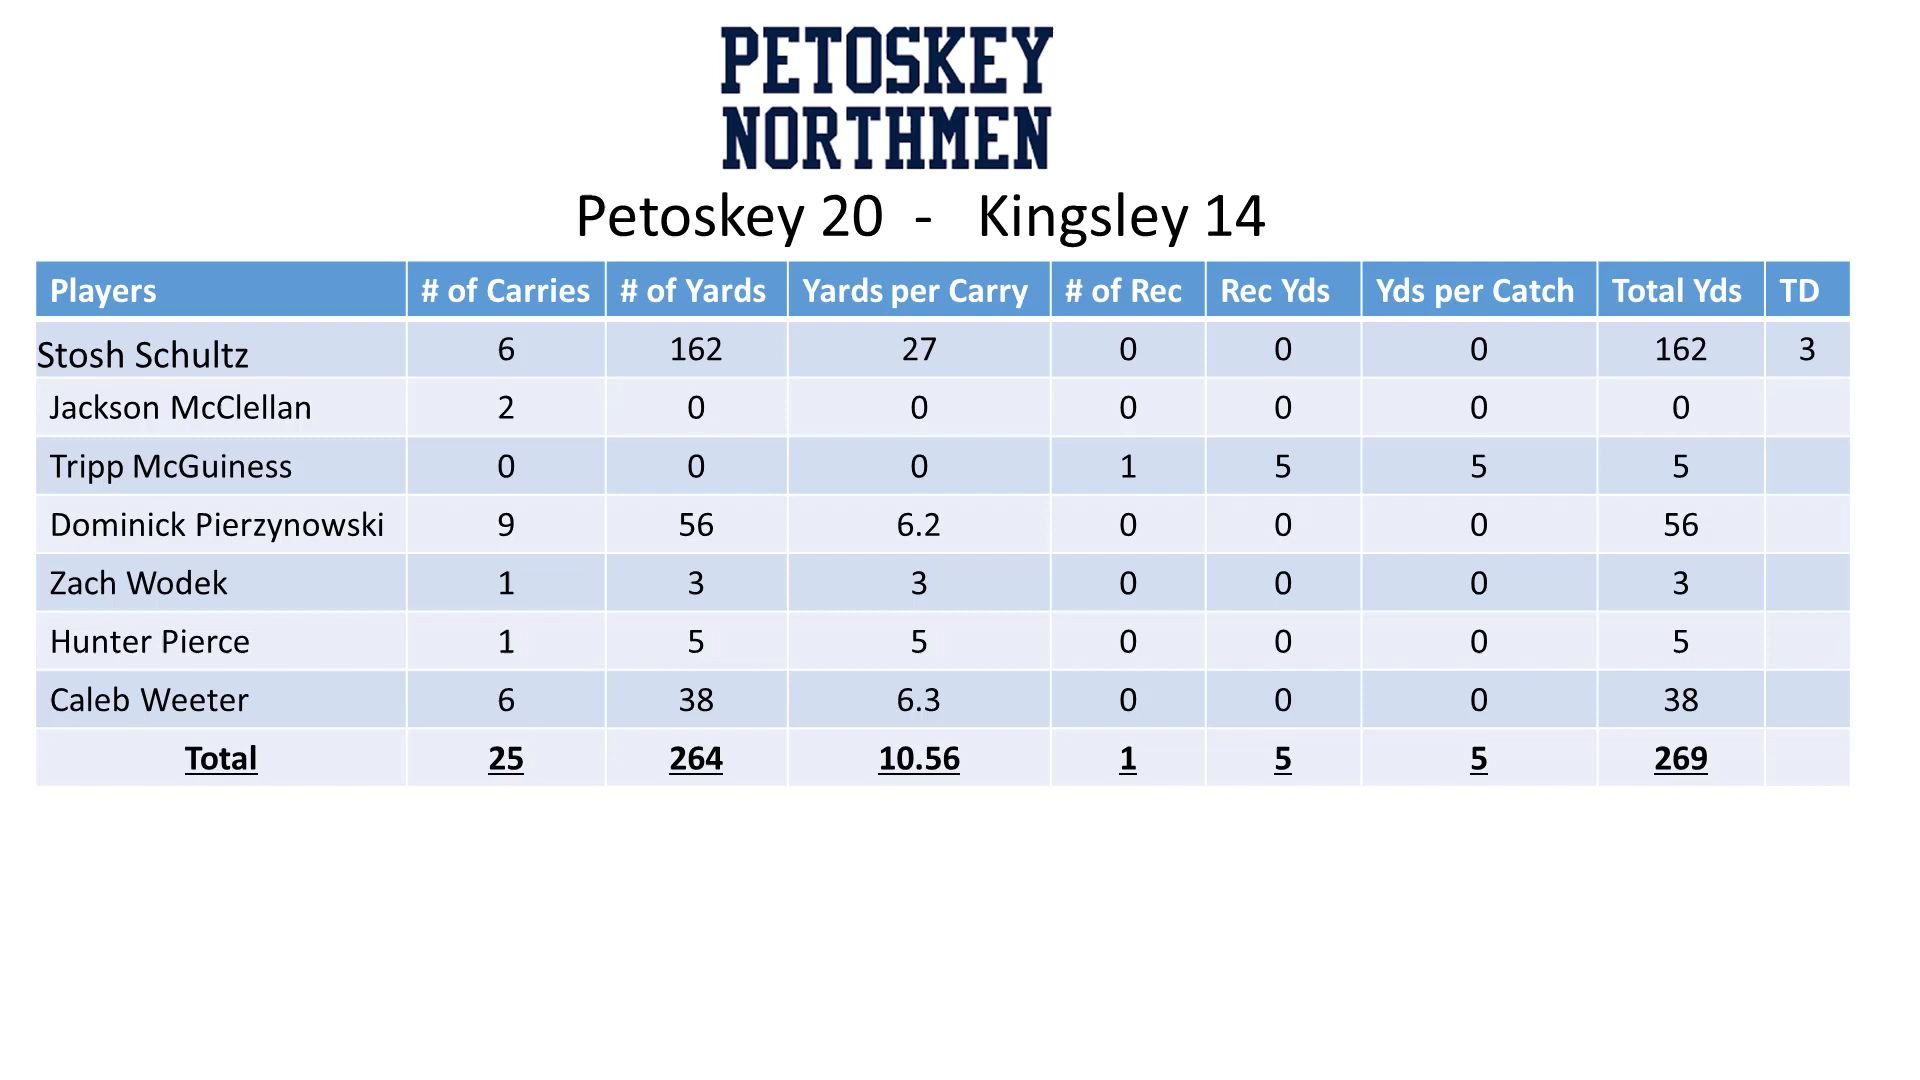 PETOSKEY
NORTHMEN
Petoskey 20 - Kingsley 14
Players # of Carries # of Yards Yards per Carry # of Rec Rec Yds Yds per Catch Total Yds TD
Stosh Schultz 6 162 27 0 0 0 162 3
Jackson McClellan 2 0 0 0 0 0 0
Tripp McGuiness 0 0 0 1 5 5 5
Dominick Pierzynowski 9 56 6.2 0 0 0 56
Zach Wodek 1 3 3 0 0 0 3
Hunter Pierce 1 5 5 0 0 0 5
Caleb Weeter 6 38 6.3 0 0 0 38
Total 25 264 10.56 1 5 5 269